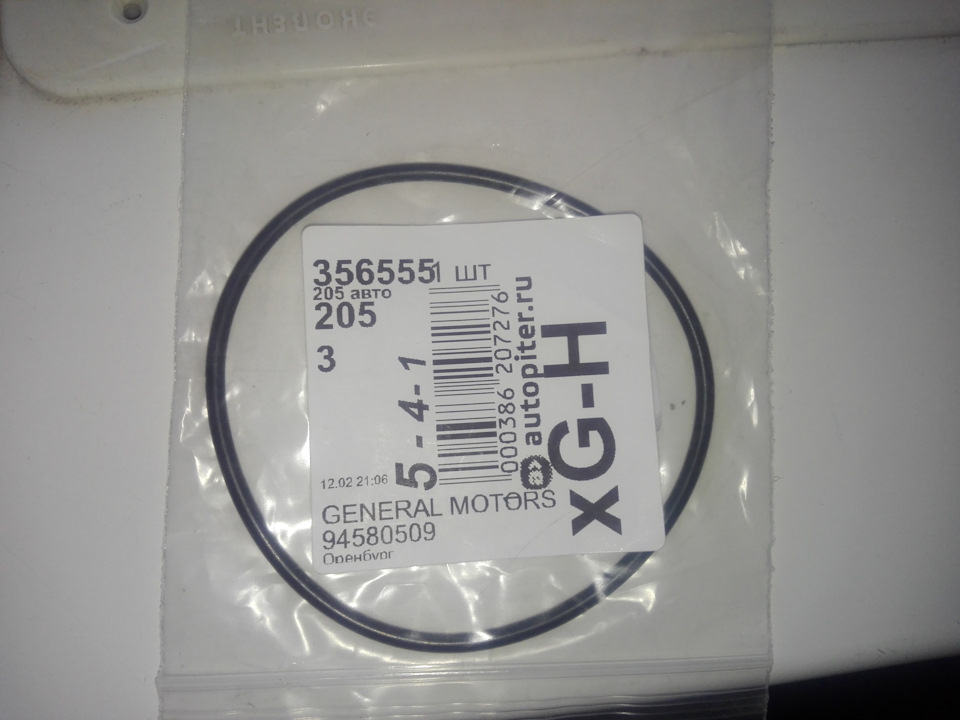 356555
1 ШТ
205 авто
205
3
5 - 4 - 1
000386 207276
autopiter.ru
xG-H
12.02 21:06
GENERAL MOTORS
94580509
Оренбург